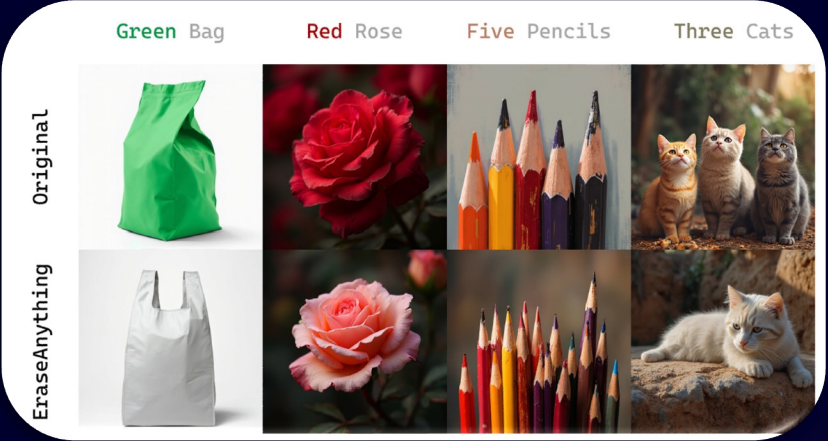 Green Bag
Red Rose
Five Pencils
Three Cats
Original
EraseAnything